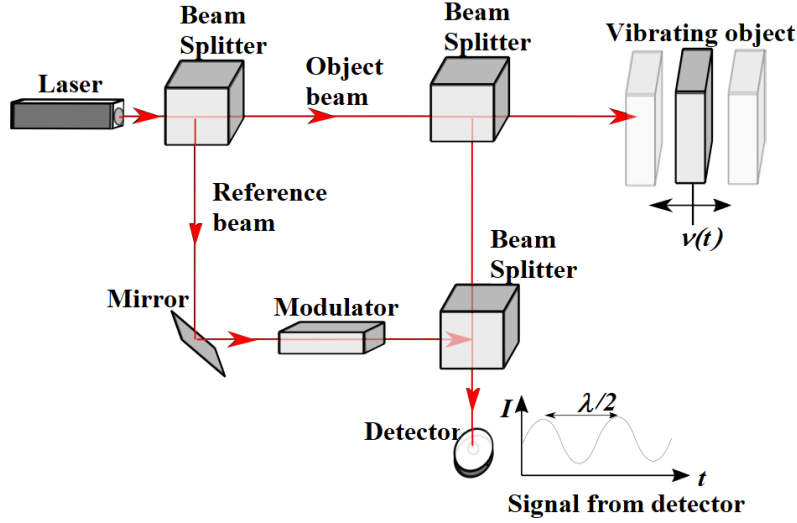 Beam
Splitter
Beam
Splitter
Vibrating object
Laser
Object
beam
Reference
beam
ν(t)
Beam
Splitter
Mirror
Modulator
Detector
I
λ/2
t
Signal from detector